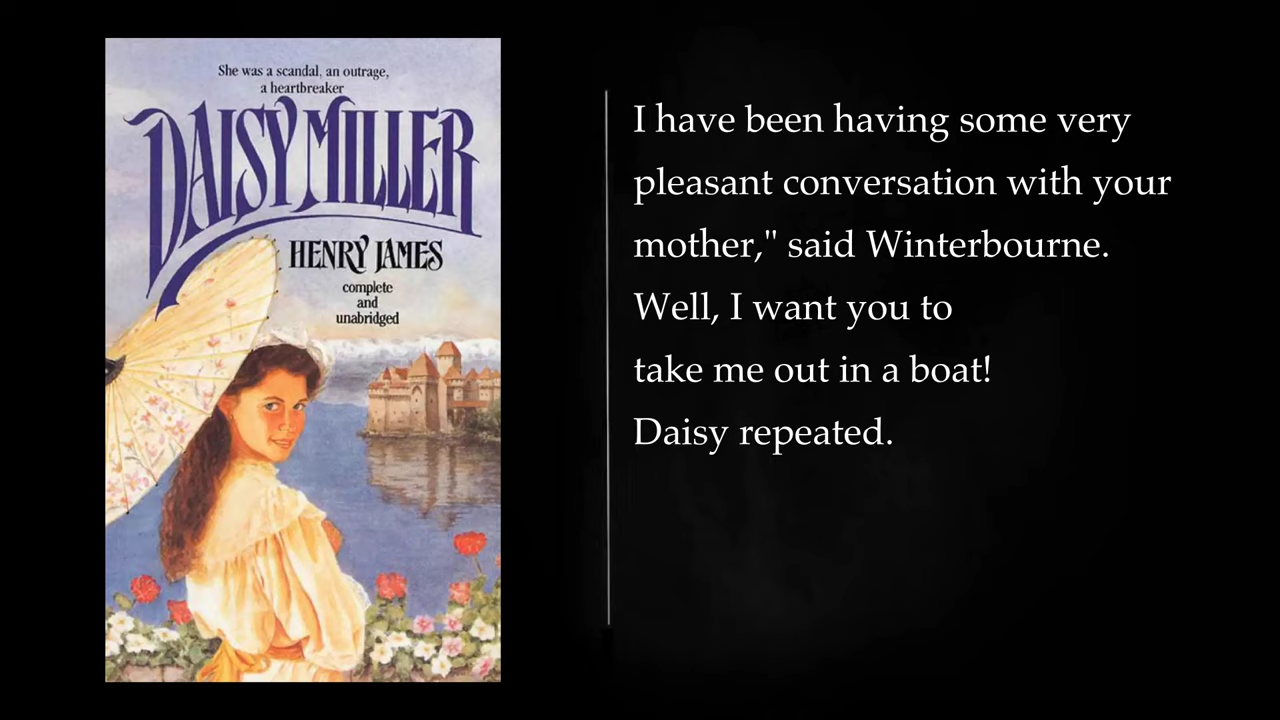 She was a scandal, an outrage,
a heartbreaker
DAISY MILLER
HENRY JAMES
complete
and
unabridged
I have been having some very
pleasant conversation with your
mother," said Winterbourne.
Well, I want you to
take me out in a boat!
Daisy repeated.